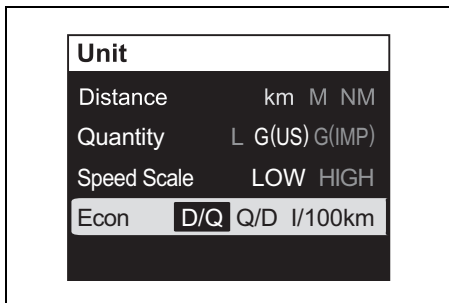 Unit
Distance km M NM
Quantity L G(US) G(IMP)
Speed Scale LOW HIGH
Econ D/Q Q/D l/100km